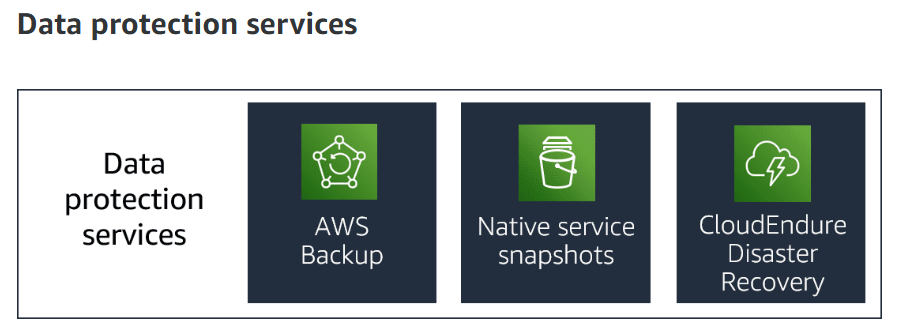 Data protection services
Data
protection
services
AWS
Backup
Native service
snapshots
CloudEndure
Disaster
Recovery